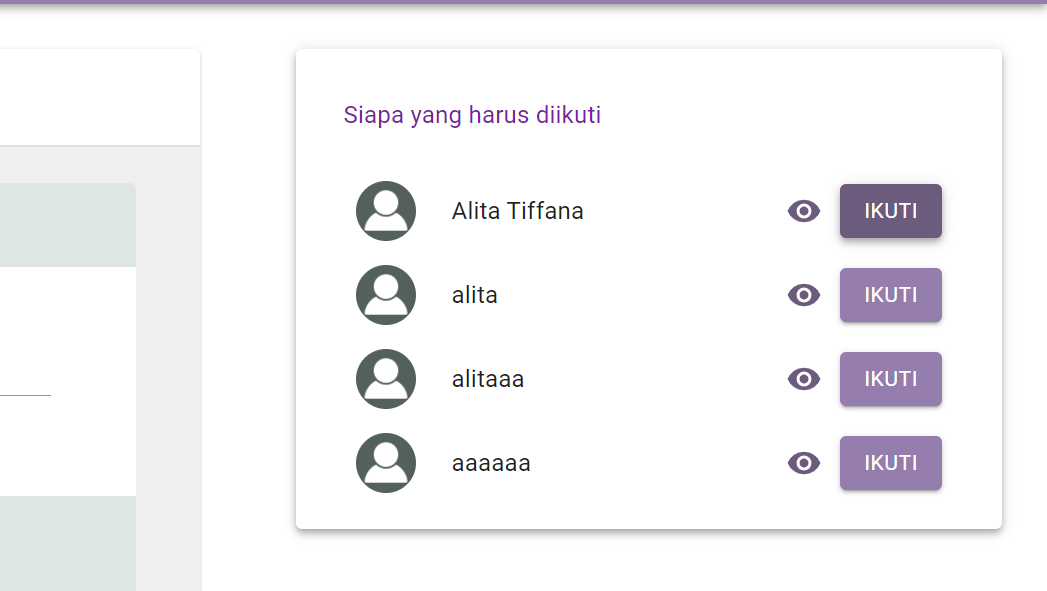 Siapa yang harus diikuti
Alita Tiffana IKUTI
alita IKUTI
alitaaa IKUTI
aaaaaa IKUTI